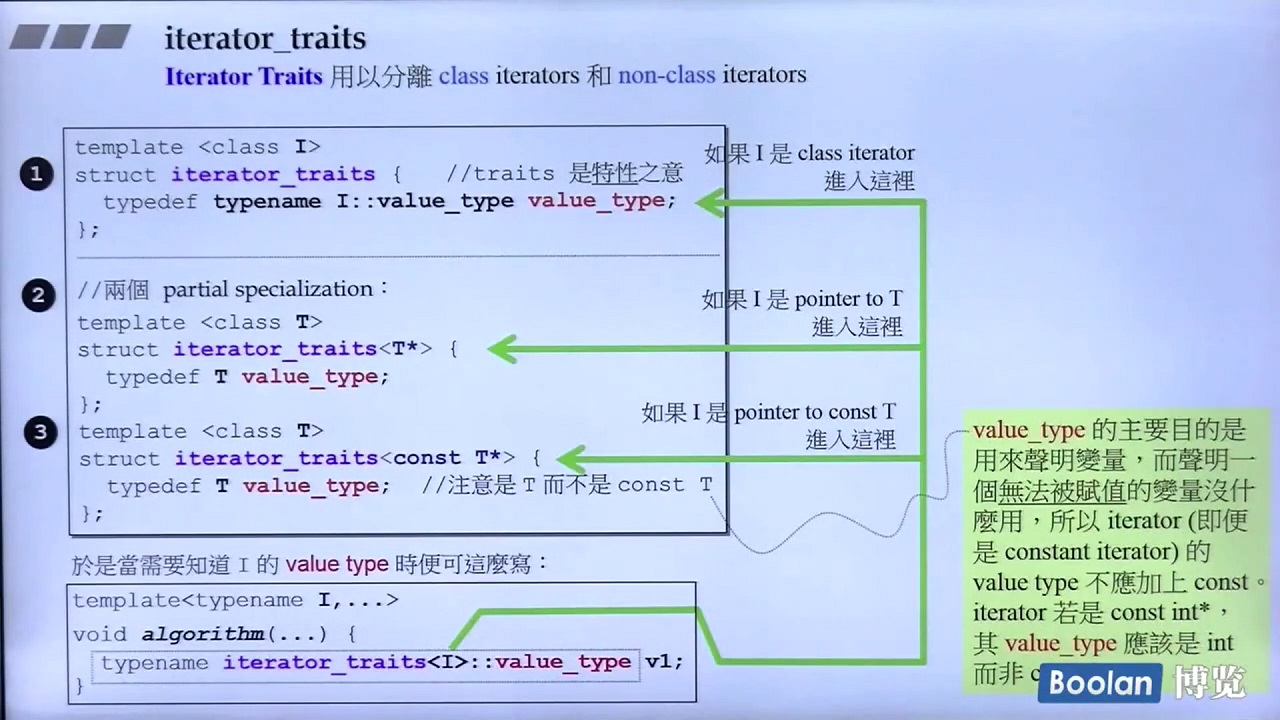 iterator_traits
Iterator Traits 用以分離 class iterators 和 non-class iterators
1
template <class I>
struct iterator_traits { //traits 是特性之意
typedef typename I::value_type value_type;
};
如果 I 是 class iterator
進入這裡
2
//兩個 partial specialization：
template <class T>
struct iterator_traits<T*> {
typedef T value_type;
};
如果 I 是 pointer to T
進入這裡
3
template <class T>
struct iterator_traits<const T*> {
typedef T value_type; //注意是 T 而不是 const T
};
如果 I 是 pointer to const T
進入這裡
value_type 的主要目的是
用來聲明變量，而聲明一
個無法被賦值的變量沒什
麼用，所以 iterator (即便
是 constant iterator) 的
value type 不應加上 const。
iterator 若是 const int*，
其 value_type 應該是 int
而非 c
於是當需要知道 I 的 value type 時便可這麼寫：
template<typename I,...>
void algorithm(...) {
typename iterator_traits<I>::value_type v1;
}
Boolan 博览